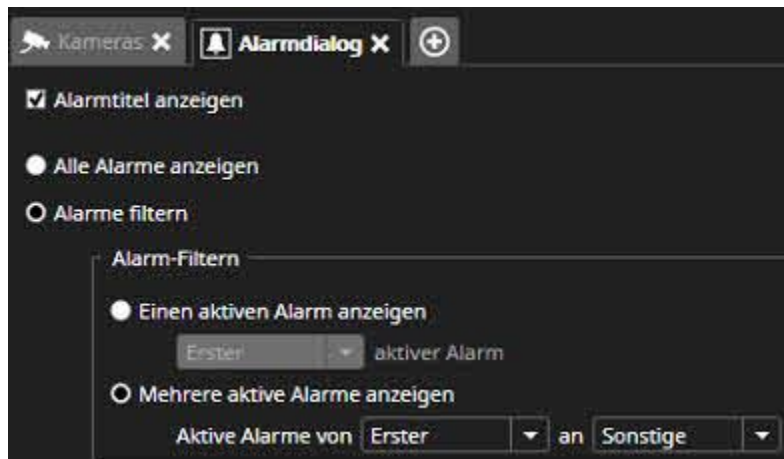 Kameras Alarmdialog
Alarmtitel anzeigen
Alle Alarme anzeigen
Alarme filtern
Alarm-Filtern
Einen aktiven Alarm anzeigen
Erster aktiver Alarm
Mehrere aktive Alarme anzeigen
Aktive Alarme von Erster an Sonstige